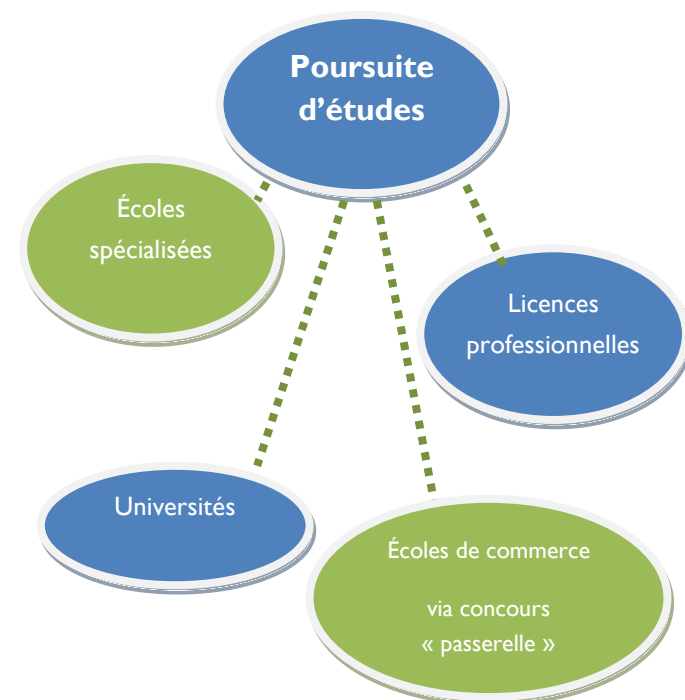 Poursuite
d’études
Écoles
spécialisées
Licences
professionnelles
Universités
Écoles de commerce
via concours
« passerelle »